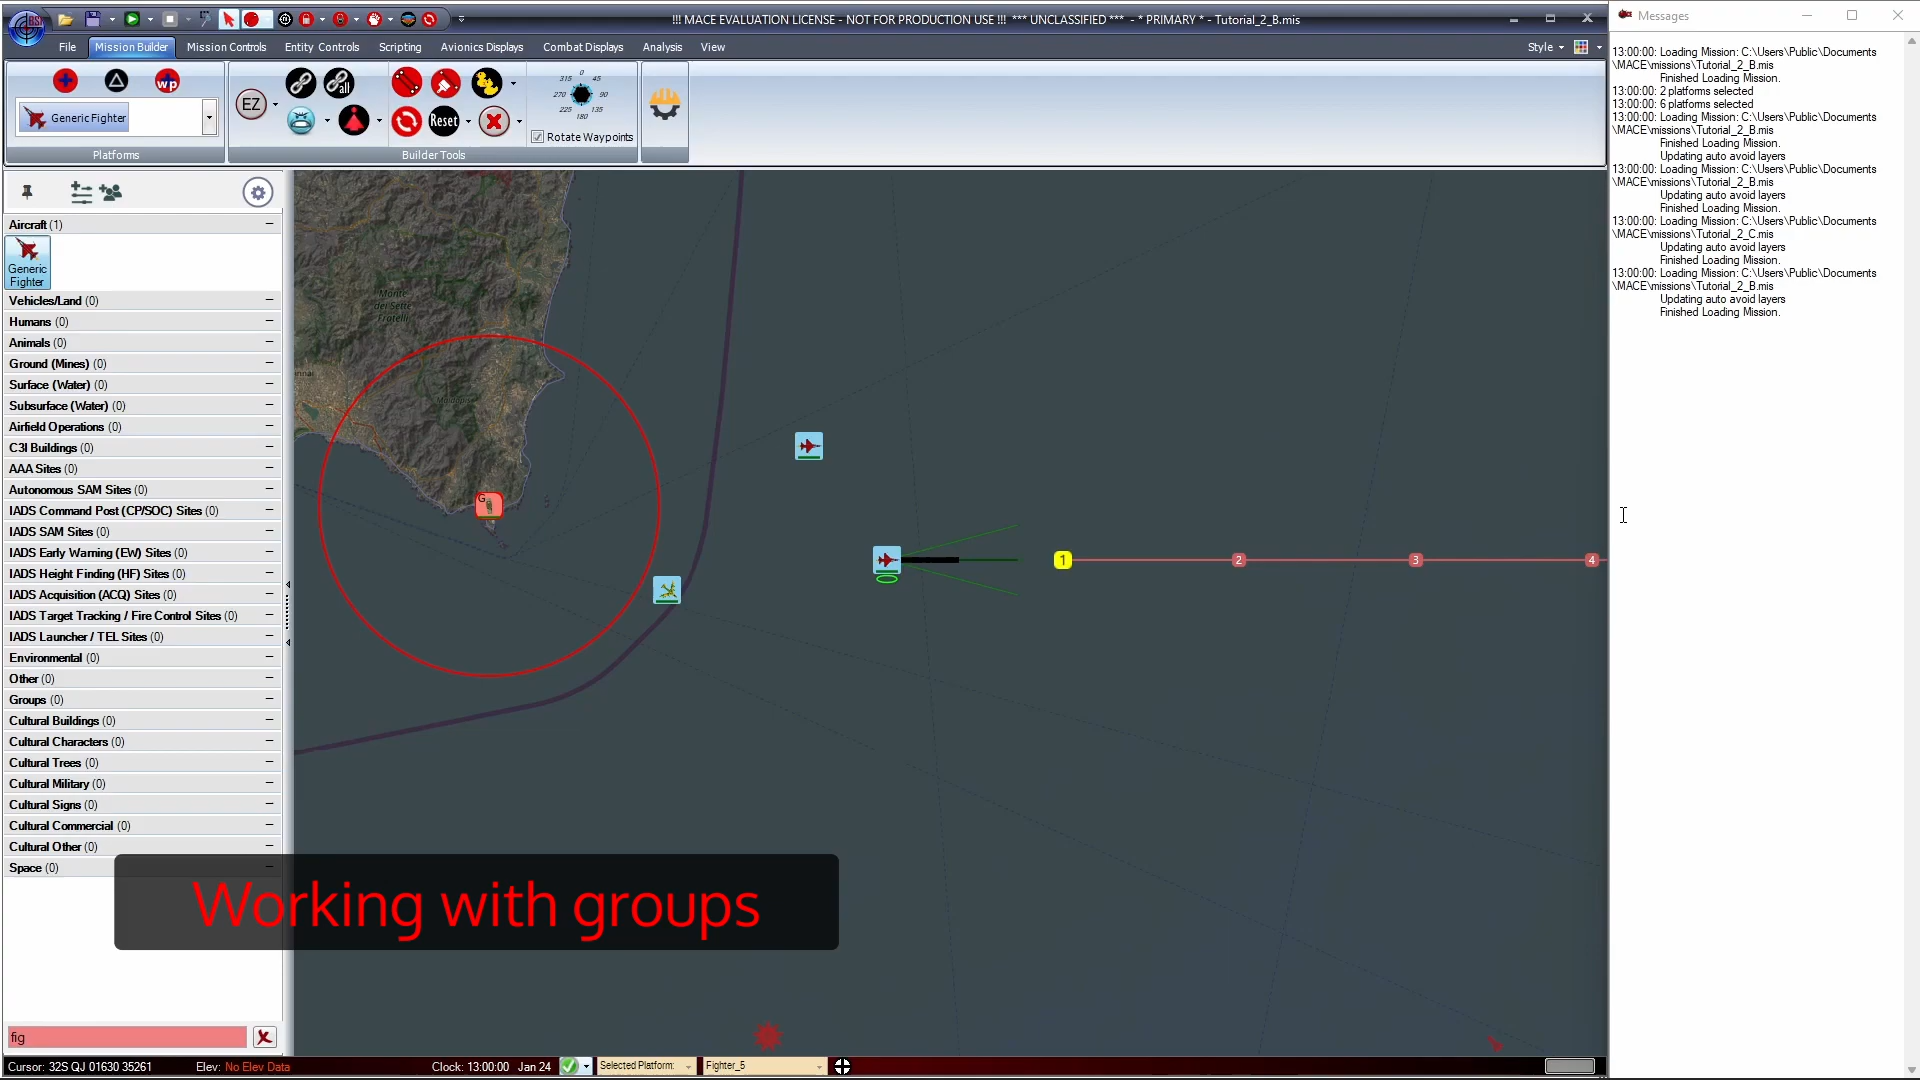 !!! MACE EVALUATION LICENSE - NOT FOR PRODUCTION USE !!! *** UNCLASSIFIED *** - * PRIMARY * - Tutorial_2_B.mis
Messages
File
Mission Builder
Mission Controls
Entity Controls
Scripting
Avionics Displays
Combat Displays
Analysis
View
Style
wp
Generic Fighter
Platforms
EZ
all
Reset
0
45
90
135
180
225
270
315
Rotate Waypoints
Builder Tools
Aircraft (1)
Generic
Fighter
Vehicles/Land (0)
Humans (0)
Animals (0)
Ground (Mines) (0)
Surface (Water) (0)
Subsurface (Water) (0)
Airfield Operations (0)
C3I Buildings (0)
AAA Sites (0)
Autonomous SAM Sites (0)
IADS Command Post (CP/SOC) Sites (0)
IADS SAM Sites (0)
IADS Early Warning (EW) Sites (0)
IADS Height Finding (HF) Sites (0)
IADS Acquisition (ACQ) Sites (0)
IADS Target Tracking / Fire Control Sites (0)
IADS Launcher / TEL Sites (0)
Environmental (0)
Other (0)
Groups (0)
Cultural Buildings (0)
Cultural Characters (0)
Cultural Trees (0)
Cultural Military (0)
Cultural Signs (0)
Cultural Commercial (0)
Cultural Other (0)
Space (0)
fig
Monte
dei Sette
Fratelli
G
1
2
3
4
Working with groups
13:00:00: Loading Mission: C:\Users\Public\Documents
\MACE\missions\Tutorial_2_B.mis
Finished Loading Mission.
13:00:00: 2 platforms selected
13:00:00: 6 platforms selected
13:00:00: Loading Mission: C:\Users\Public\Documents
\MACE\missions\Tutorial_2_B.mis
Finished Loading Mission.
Updating auto avoid layers
13:00:00: Loading Mission: C:\Users\Public\Documents
\MACE\missions\Tutorial_2_B.mis
Updating auto avoid layers
Finished Loading Mission.
13:00:00: Loading Mission: C:\Users\Public\Documents
\MACE\missions\Tutorial_2_C.mis
Updating auto avoid layers
Finished Loading Mission.
13:00:00: Loading Mission: C:\Users\Public\Documents
\MACE\missions\Tutorial_2_B.mis
Updating auto avoid layers
Finished Loading Mission.
Cursor: 32S QJ 01630 35261
Elev: No Elev Data
Clock: 13:00:00 Jan 24
Selected Platform:
Fighter_5